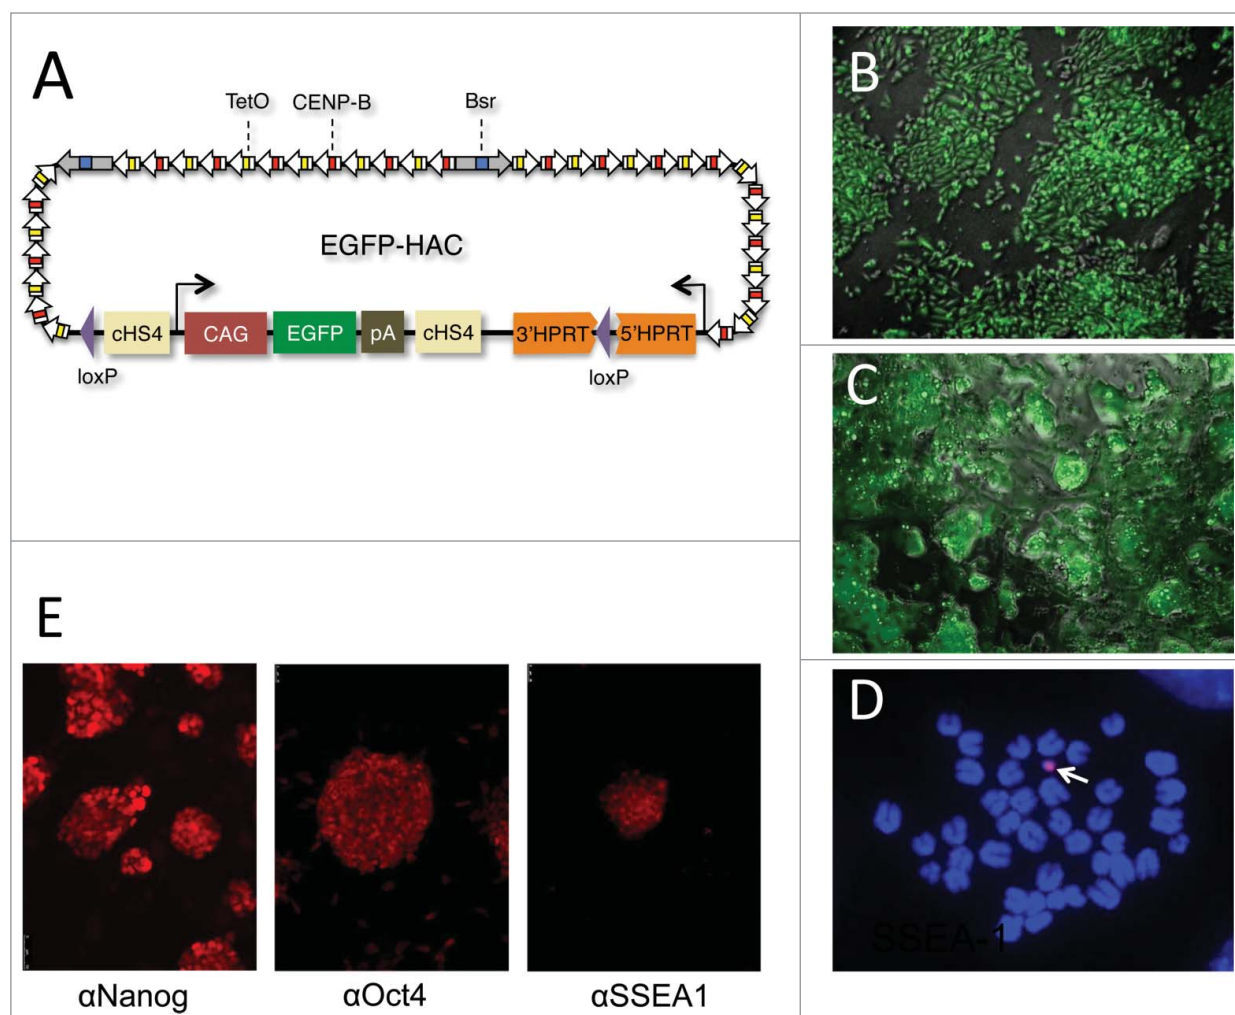 A
TetO
CENP-B
Bsr
EGFP-HAC
cHS4
CAG
EGFP
pA
cHS4
3'HPRT
5'HPRT
loxP
loxP
B
C
D
SSEA-1
E
αNanog
αOct4
αSSEA1